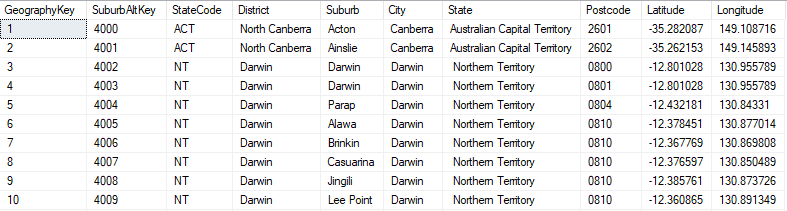 GeographyKey SuburbAltKey StateCode District Suburb City State Postcode Latitude Longitude
1 4000 ACT North Canberra Acton Canberra Australian Capital Territory 2601 -35.282087 149.108716
2 4001 ACT North Canberra Ainslie Canberra Australian Capital Territory 2602 -35.262153 149.145893
3 4002 NT Darwin Darwin Darwin Northern Territory 0800 -12.801028 130.955789
4 4003 NT Darwin Darwin Darwin Northern Territory 0801 -12.801028 130.955789
5 4004 NT Darwin Parap Darwin Northern Territory 0804 -12.432181 130.84331
6 4005 NT Darwin Alawa Darwin Northern Territory 0810 -12.378451 130.877014
7 4006 NT Darwin Brinkin Darwin Northern Territory 0810 -12.367769 130.869808
8 4007 NT Darwin Casuarina Darwin Northern Territory 0810 -12.376597 130.850489
9 4008 NT Darwin Jingili Darwin Northern Territory 0810 -12.385761 130.873726
10 4009 NT Darwin Lee Point Darwin Northern Territory 0810 -12.360865 130.891349